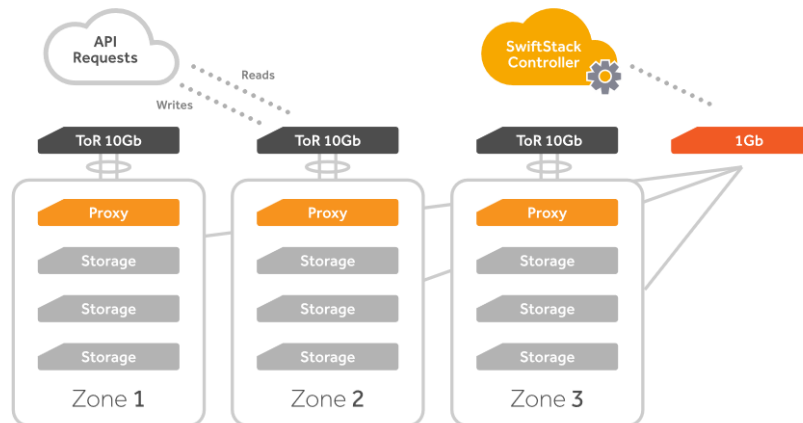 API
Requests
SwiftStack
Controller
Reads
Writes
ToR 10Gb
ToR 10Gb
ToR 10Gb
1Gb
Proxy
Proxy
Proxy
Storage
Storage
Storage
Storage
Storage
Storage
Storage
Storage
Storage
Zone 1
Zone 2
Zone 3